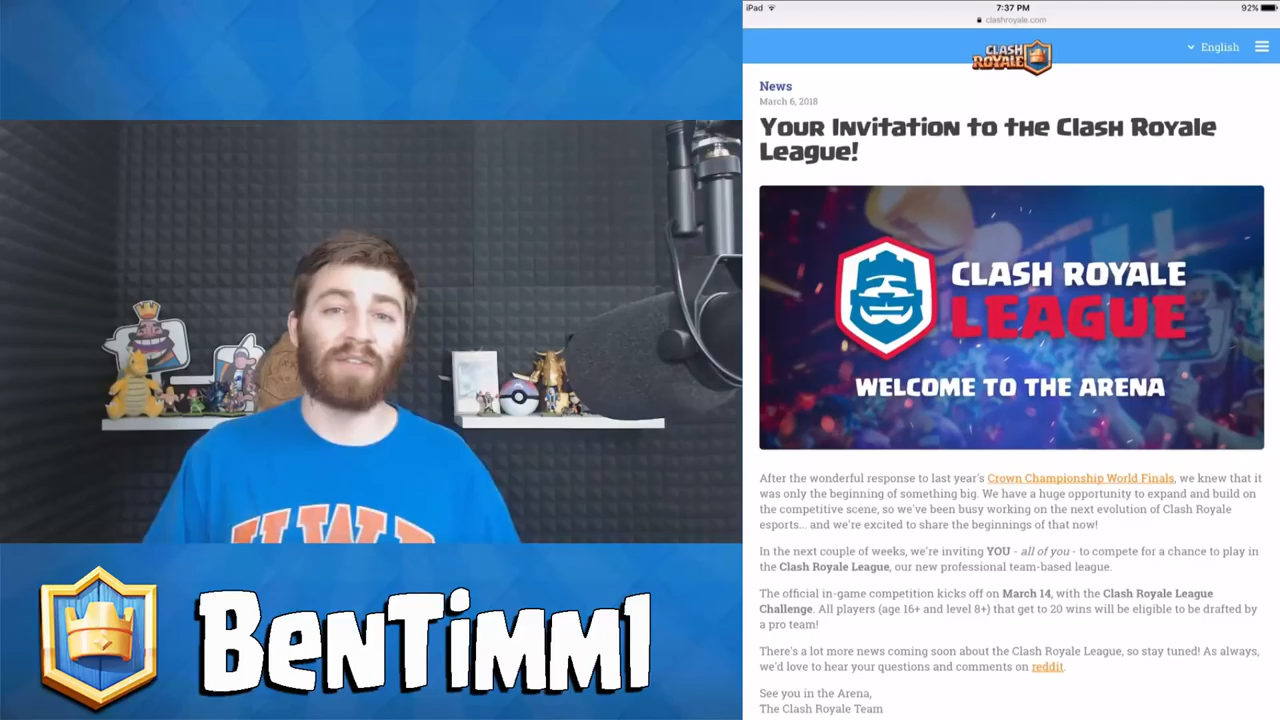 iPad
7:37 PM
92%
clashroyale.com
CLASH
ROYALE
English
News
March 6, 2018
Your Invitation to the Clash Royale
League!
CLASH ROYALE
LEAGUE
WELCOME TO THE ARENA
After the wonderful response to last year's Crown Championship World Finals, we knew that it
was only the beginning of something big. We have a huge opportunity to expand and build on
the competitive scene, so we've been busy working on the next evolution of Clash Royale
esports... and we're excited to share the beginnings of that now!
In the next couple of weeks, we're inviting YOU - all of you - to compete for a chance to play in
the Clash Royale League, our new professional team-based league.
The official in-game competition kicks off on March 14, with the Clash Royale League
Challenge. All players (age 16+ and level 8+) that get to 20 wins will be eligible to be drafted by
a pro team!
There's a lot more news coming soon about the Clash Royale League, so stay tuned! As always,
we'd love to hear your questions and comments on reddit.
See you in the Arena,
The Clash Royale Team
BenTimm1